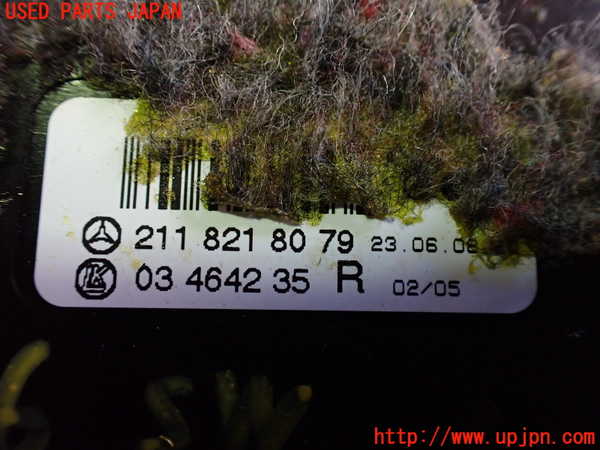 USED PARTS JAPAN
211 821 80 79 23.06.08
03 4642 35 R 02/05
http://www.upjpn.com